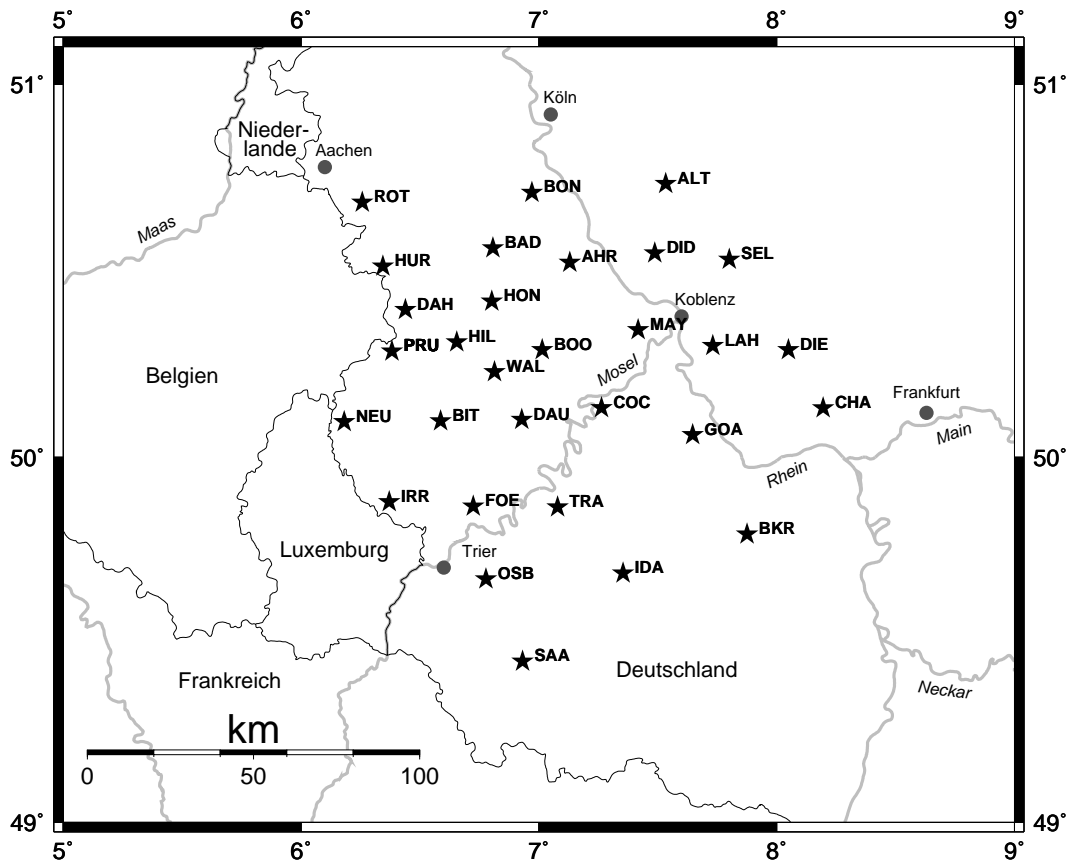 5° 6° 7° 8° 9°
51° 51°
Köln
Nieder-
lande
Aachen
ALT
BON
ROT
Maas
BAD
DID
AHR
SEL
HUR
HON
DAH
Koblenz
MAY
HIL
PRU
BOO
LAH
DIE
WAL
Mosel
Belgien
Frankfurt
COC
CHA
NEU
BIT
DAU
GOA
Main
50° 50°
Rhein
IRR
FOE
TRA
BKR
Luxemburg
Trier
OSB
IDA
SAA
Deutschland
Frankreich
Neckar
km
0 50 100
49° 49°
5° 6° 7° 8° 9°